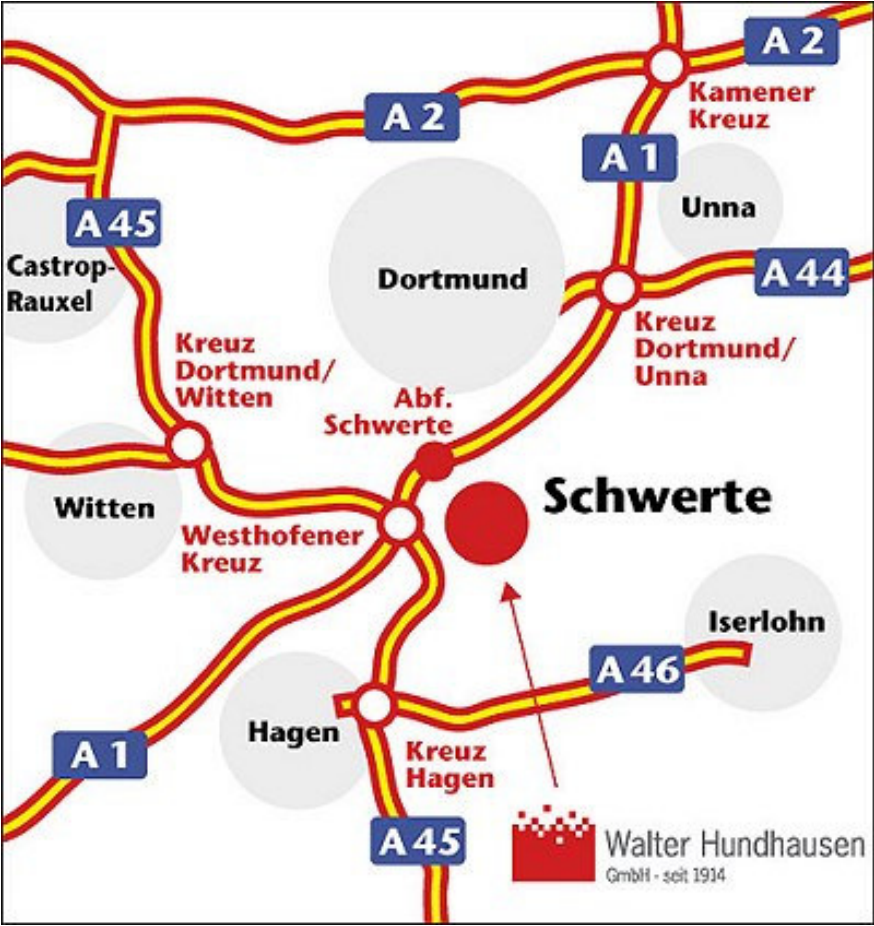 A 2
Kamener
Kreuz
A 2
A 1
Unna
A 45
Castrop-
Rauxel
Dortmund
A 44
Kreuz
Dortmund/
Unna
Kreuz
Dortmund/
Witten
Abf.
Schwerte
Schwerte
Witten
Westhofener
Kreuz
Iserlohn
A 46
Hagen
A 1
Kreuz
Hagen
A 45
Walter Hundhausen
GmbH - seit 1914